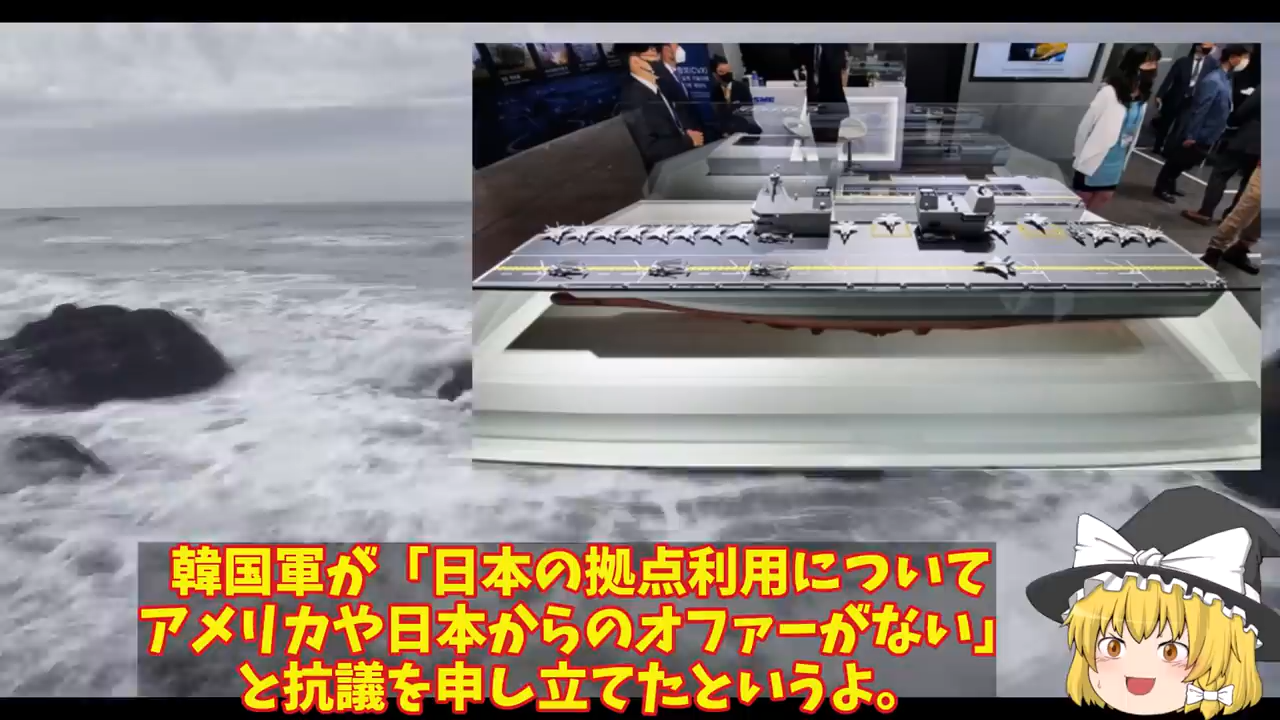 (CVX)
韓国軍が「日本の拠点利用について
アメリカや日本からのオファーがない」
と抗議を申し立てたというよ。